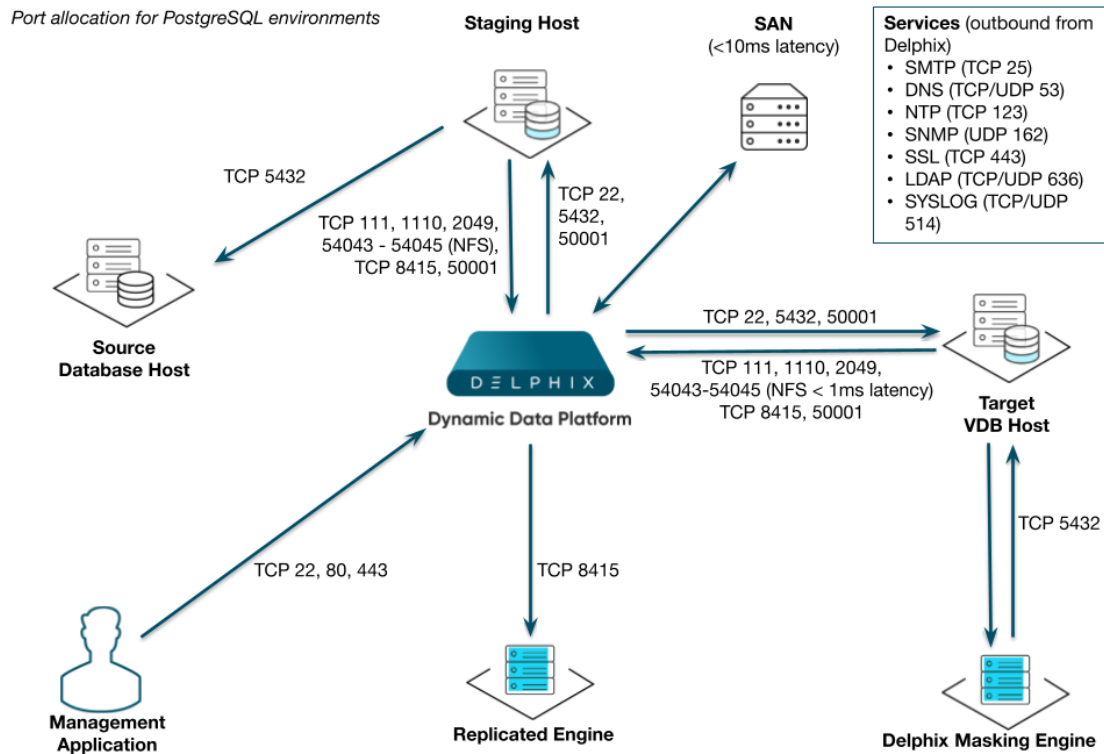 Port allocation for PostgreSQL environments
Staging Host
SAN
(<10ms latency)
Services (outbound from
Delphix)
• SMTP (TCP 25)
• DNS (TCP/UDP 53)
• NTP (TCP 123)
• SNMP (UDP 162)
• SSL (TCP 443)
• LDAP (TCP/UDP 636)
• SYSLOG (TCP/UDP
514)
TCP 5432
TCP 111, 1110, 2049,
54043 - 54045 (NFS),
TCP 8415, 50001
TCP 22,
5432,
50001
Source
Database Host
DELPHIX
Dynamic Data Platform
TCP 22, 5432, 50001
TCP 111, 1110, 2049,
54043-54045 (NFS < 1ms latency)
TCP 8415, 50001
Target
VDB Host
TCP 22, 80, 443
TCP 8415
TCP 5432
Management
Application
Replicated Engine
Delphix Masking Engine